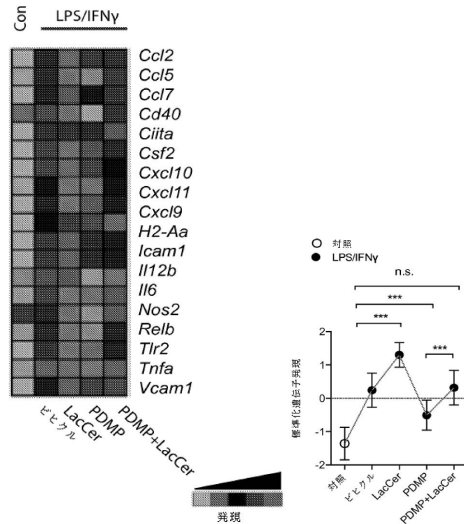 Con
LPS/IFNγ
Ccl2
Ccl5
Ccl7
Cd40
Ciita
Csf2
Cxcl10
Cxcl11
Cxcl9
H2-Aa
Icam1
Il12b
Il6
Nos2
Relb
Tlr2
Tnfa
Vcam1
ビヒクル
LacCer
PDMP
PDMP+LacCer
発現
対照
LPS/IFNγ
n.s.
***
***
***
標準化遺伝子発現
2
1
0
-1
-2
対照
ビヒクル
LacCer
PDMP
PDMP+LacCer